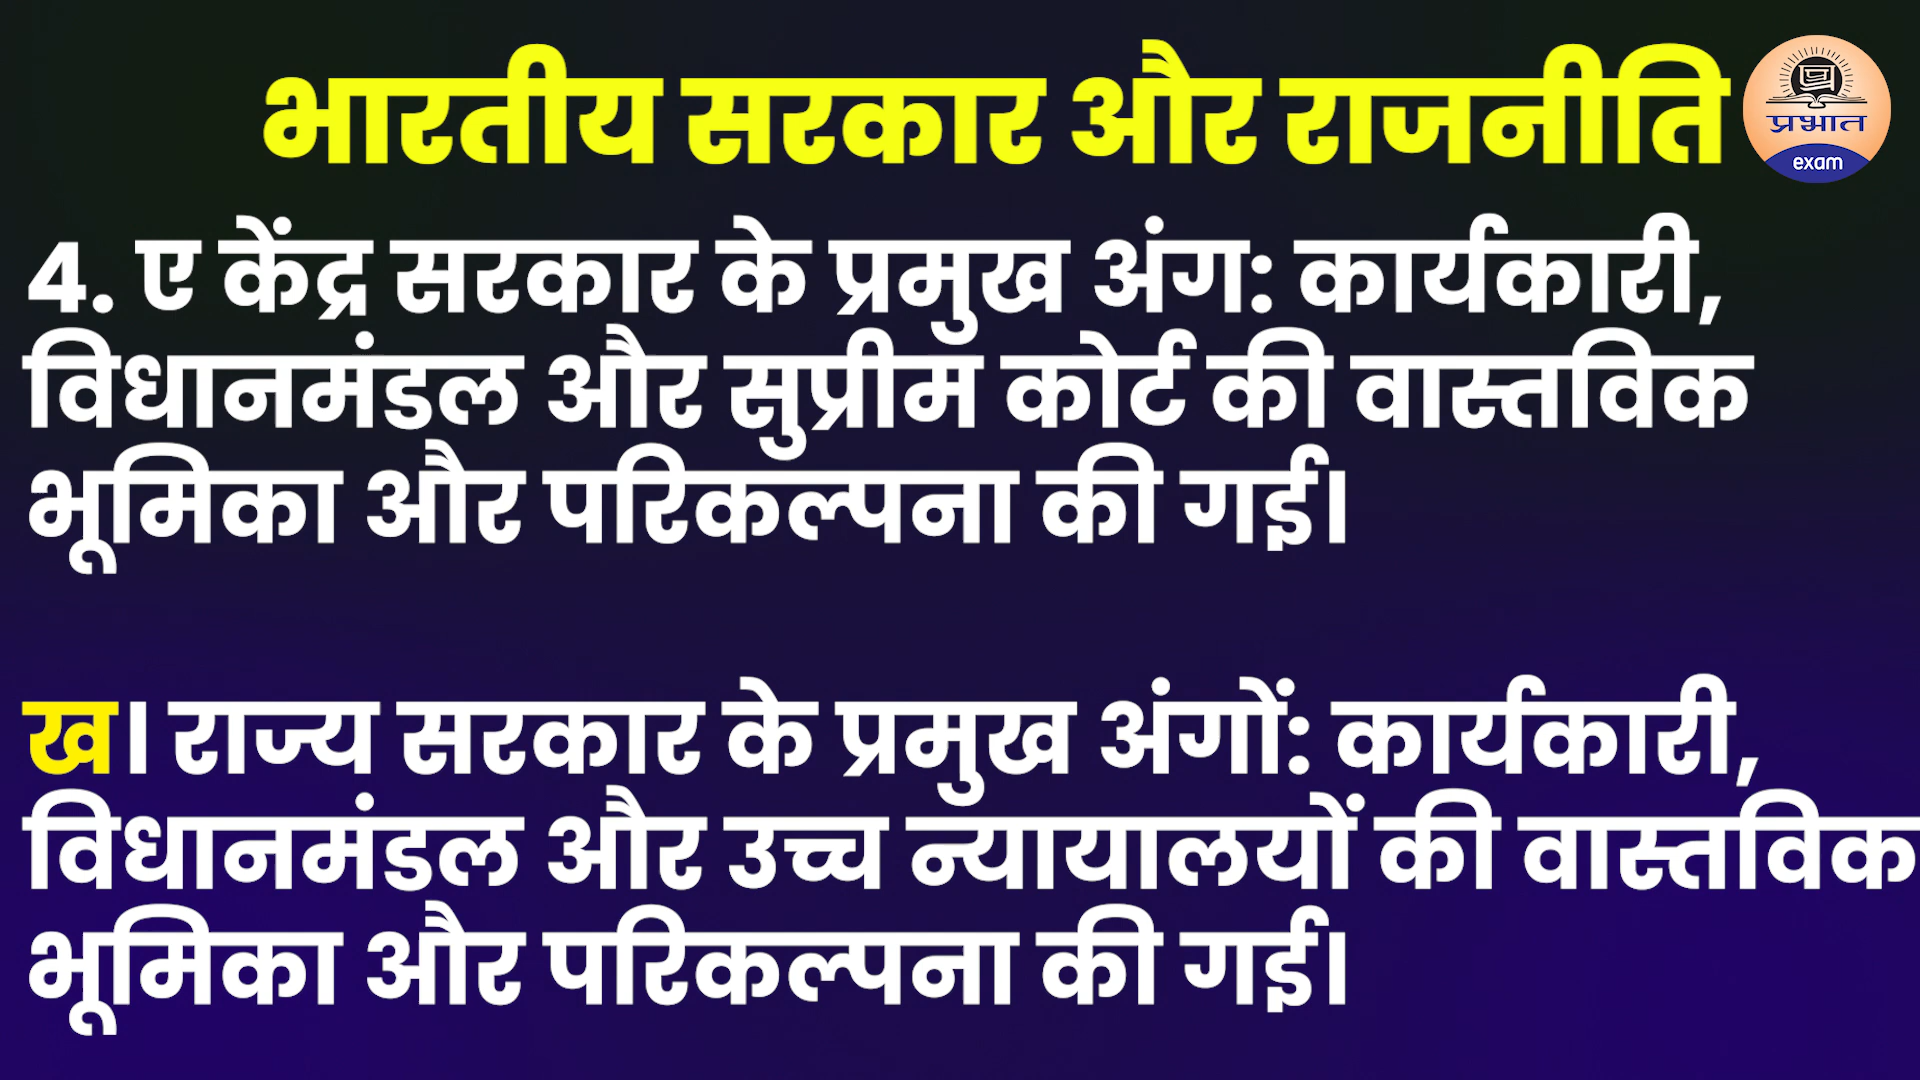 भारतीय सरकार और राजनीति
प्रभात
exam
4. ए केंद्र सरकार के प्रमुख अंग: कार्यकारी,
विधानमंडल और सुप्रीम कोर्ट की वास्तविक
भूमिका और परिकल्पना की गई।
ख। राज्य सरकार के प्रमुख अंगों: कार्यकारी,
विधानमंडल और उच्च न्यायालयों की वास्तविक
भूमिका और परिकल्पना की गई।